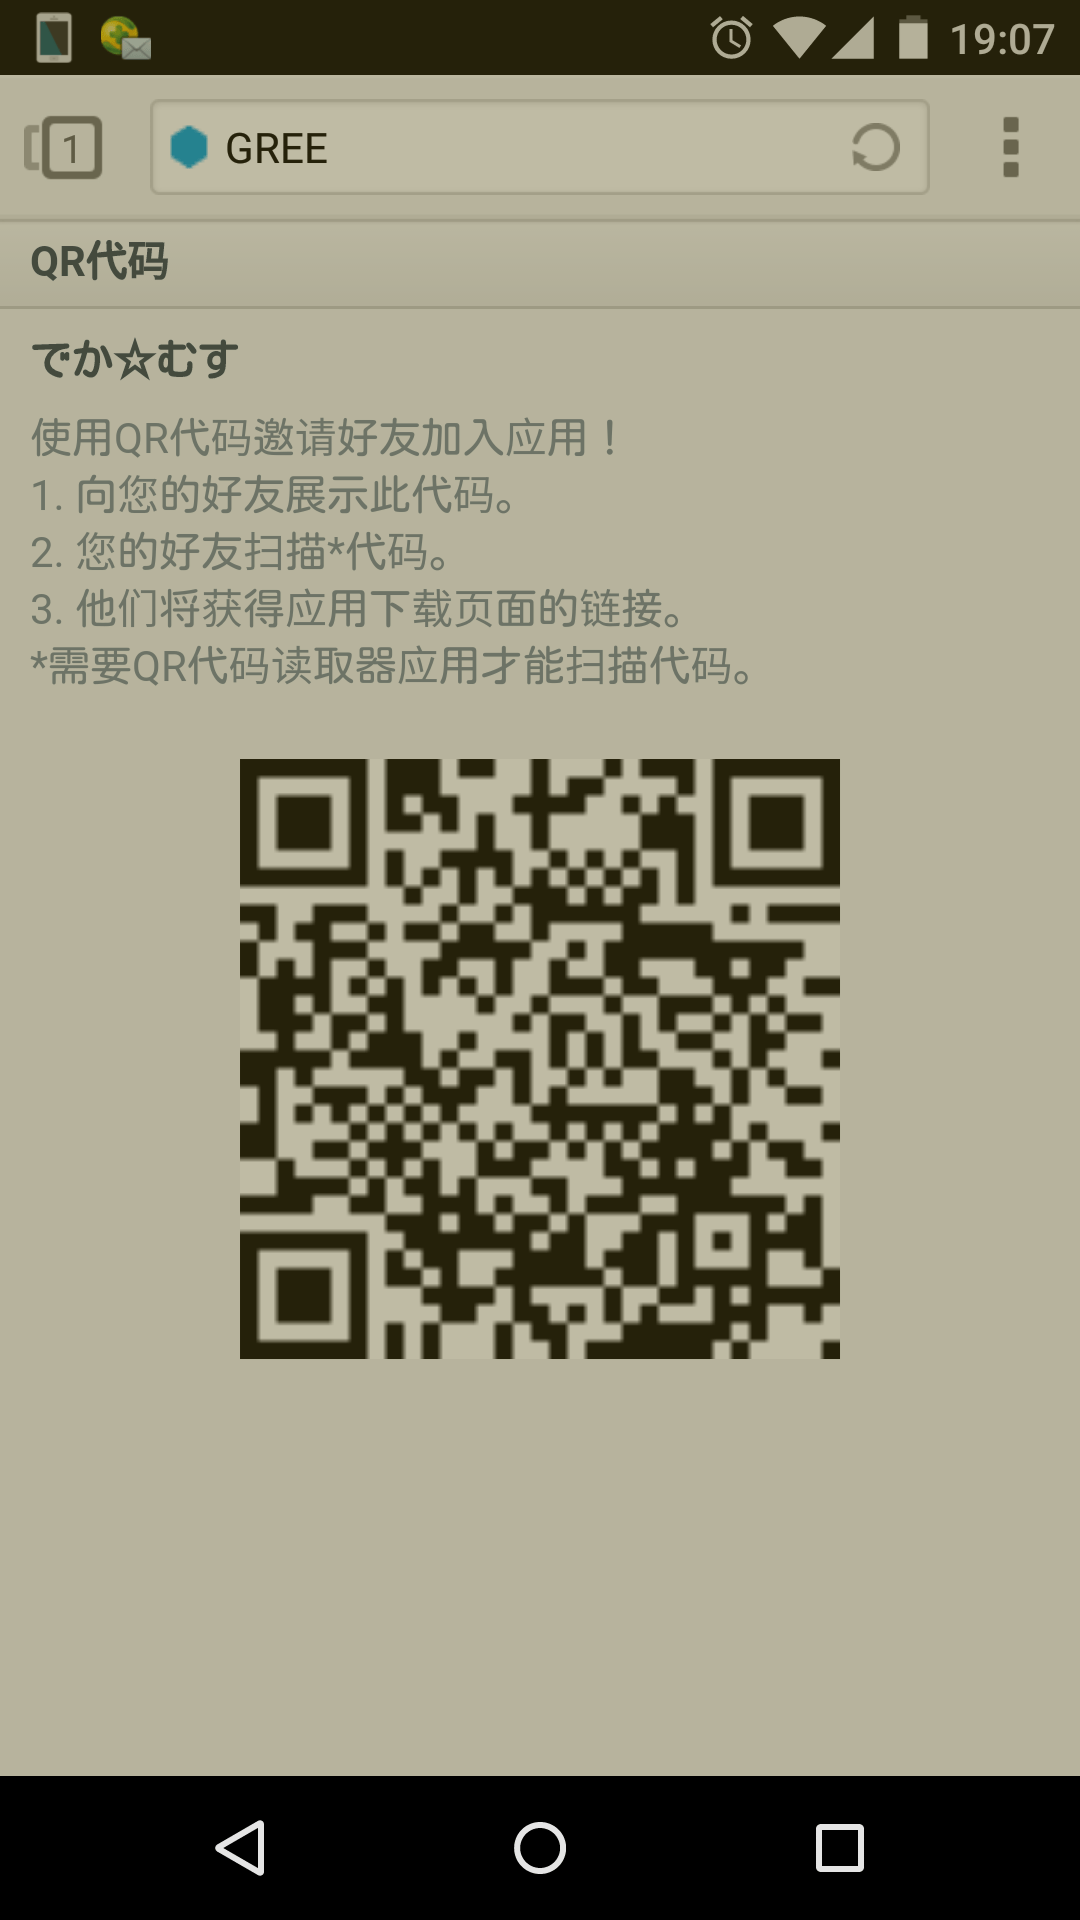 19:07
1
GREE
QR代码
でか☆むす
使用QR代码邀请好友加入应用！
1. 向您的好友展示此代码。
2. 您的好友扫描*代码。
3. 他们将获得应用下载页面的链接。
*需要QR代码读取器应用才能扫描代码。